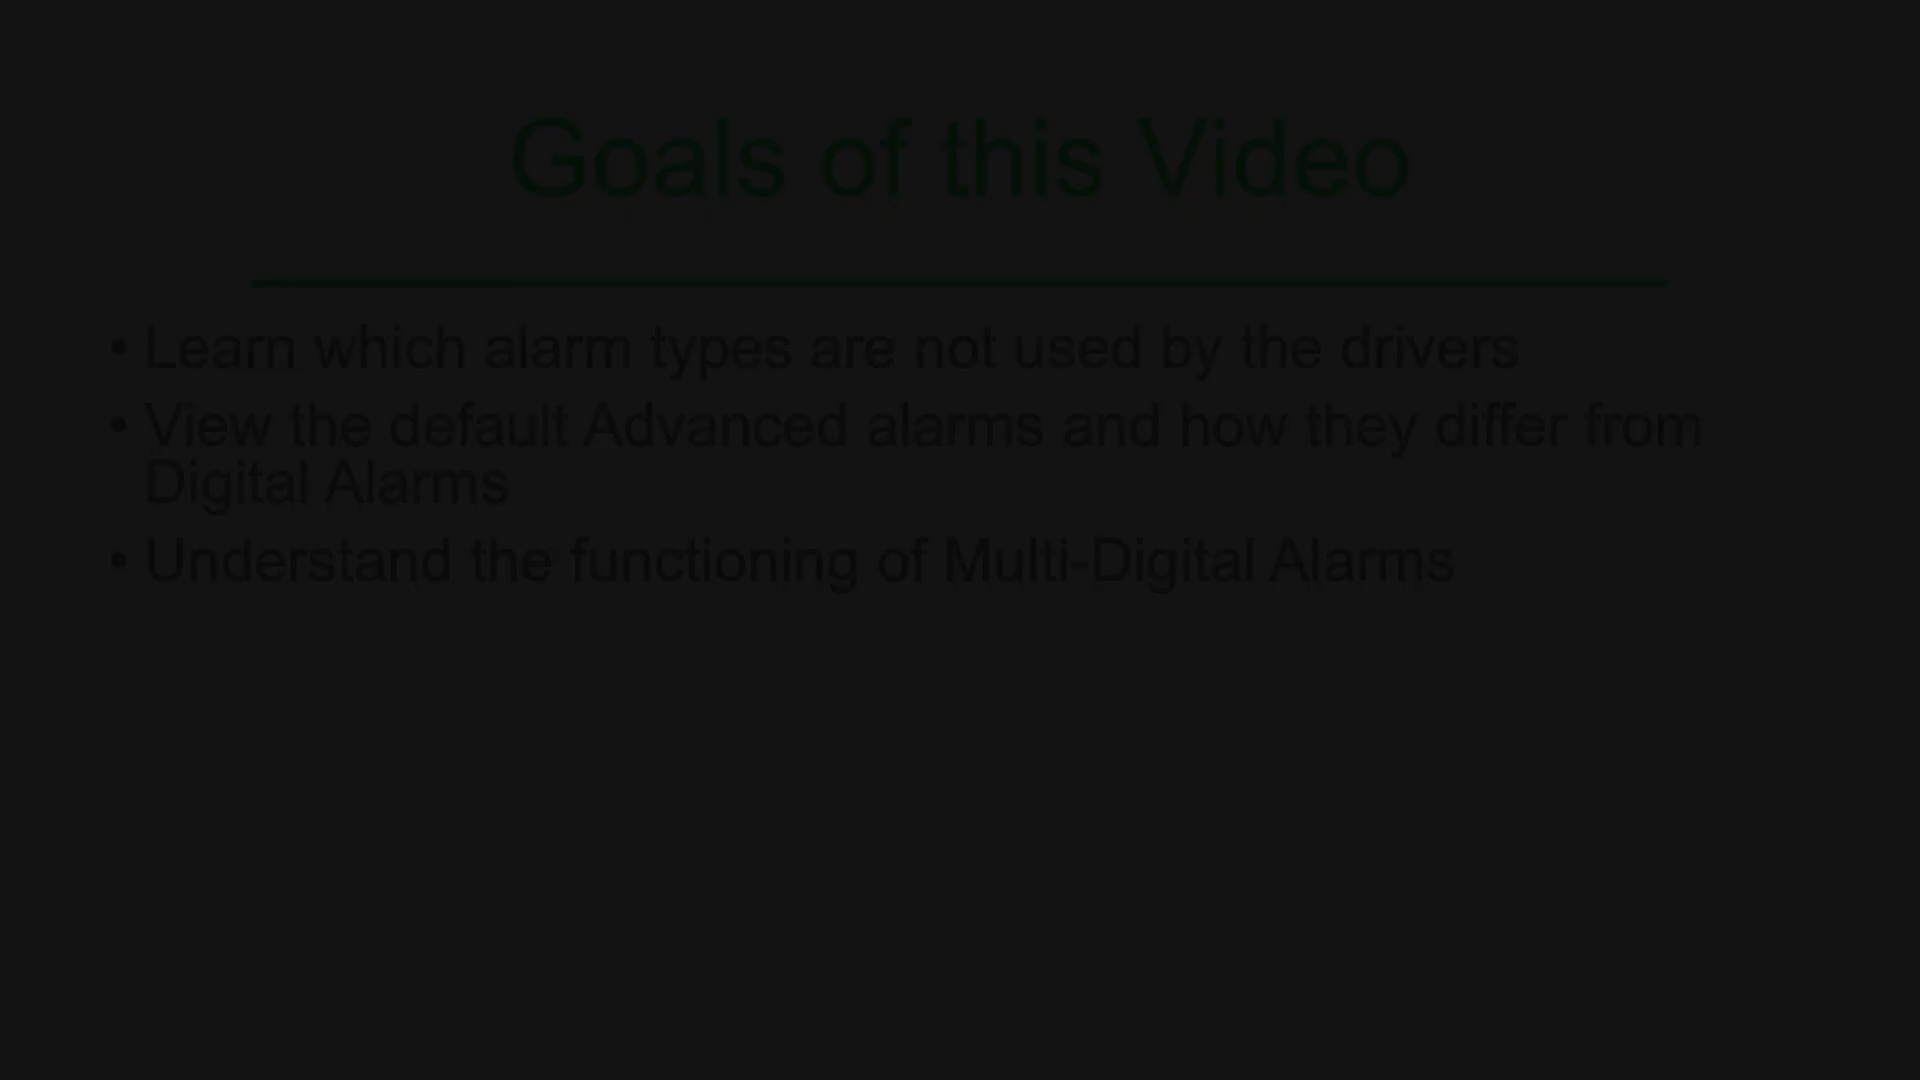 Goals of this Video
• Learn which alarm types are not used by the drivers
• View the default Advanced alarms and how they differ from
Digital Alarms
• Understand the functioning of Multi-Digital Alarms